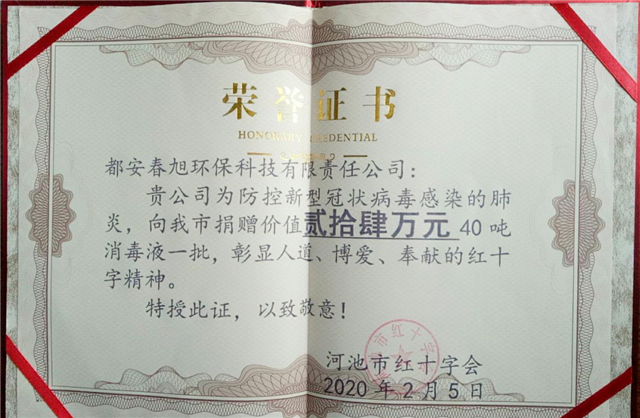 荣誉证书
HONORARY CREDENTIAL
都安春旭环保科技有限责任公司：
贵公司为防控新型冠状病毒感染的肺
炎，向我市捐赠价值贰拾肆万元40吨
消毒液一批，彰显人道、博爱、奉献的红十
字精神。
特授此证，以致敬意！
河池市红十字会
2020年2月5日